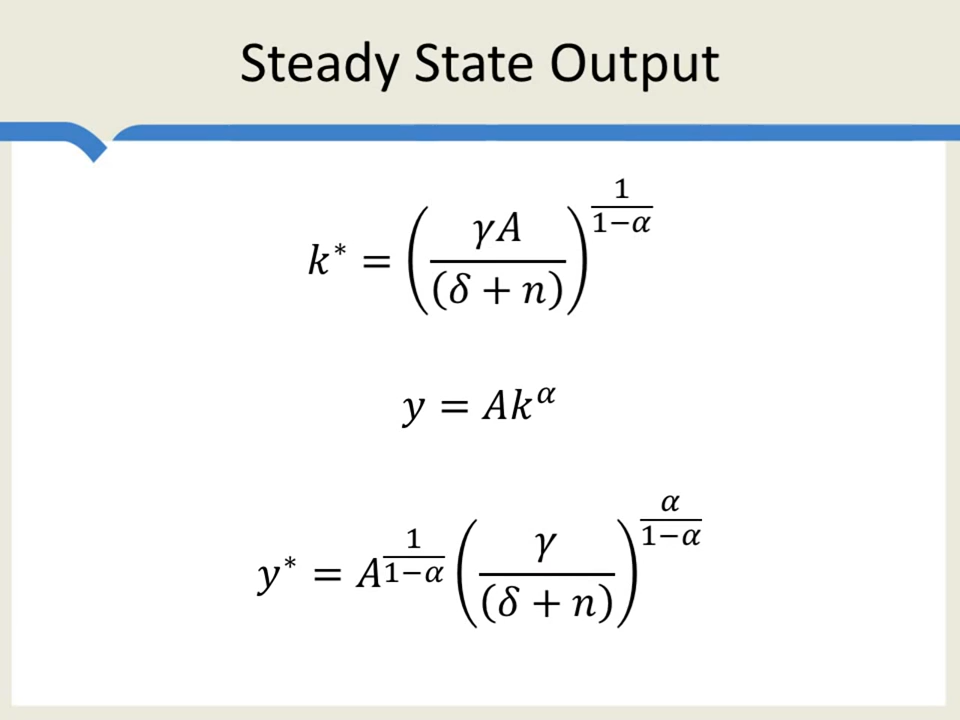 Steady State Output
k* = (γA / (δ + n))^(1/(1−α))
y = Ak^α
y* = A^(1/(1−α)) (γ / (δ + n))^(α/(1−α))